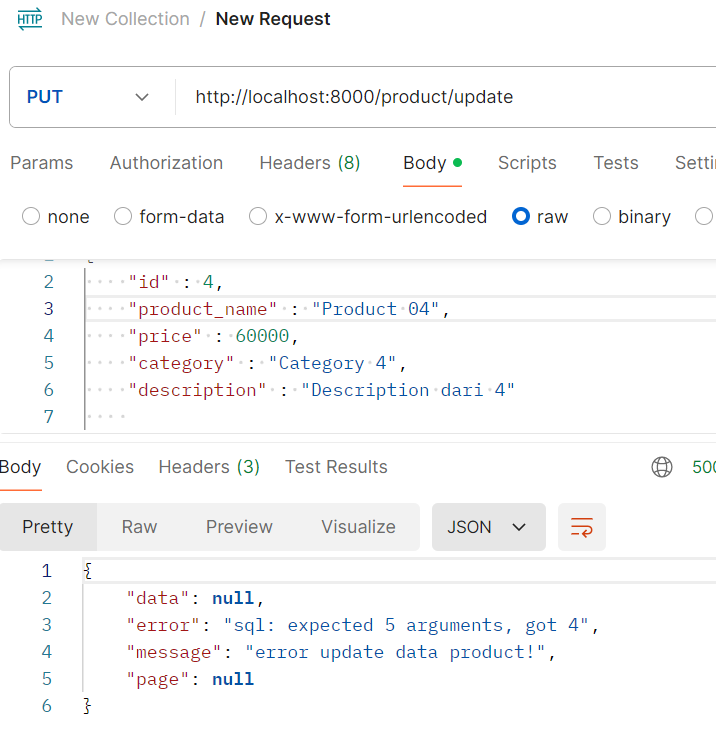 HTTP New Collection / New Request
PUT http://localhost:8000/product/update
Params Authorization Headers (8) Body Scripts Tests Setti
none form-data x-www-form-urlencoded raw binary
2 "id" : 4,
3 "product_name" : "Product 04",
4 "price" : 60000,
5 "category" : "Category 4",
6 "description" : "Description dari 4"
7
Body Cookies Headers (3) Test Results 500
Pretty Raw Preview Visualize JSON
1 {
2 "data": null,
3 "error": "sql: expected 5 arguments, got 4",
4 "message": "error update data product!",
5 "page": null
6 }